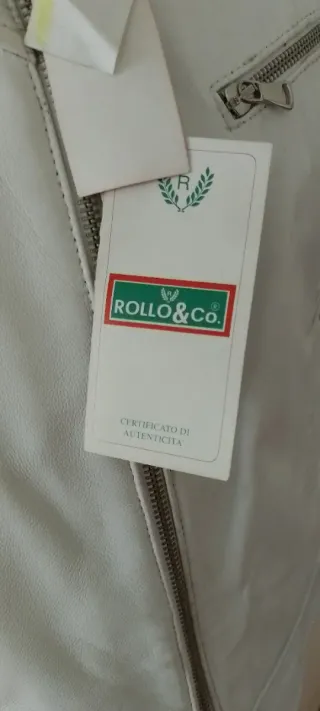 R
ROLLO&Co.®
CERTIFICATO DI
AUTENTICITA'